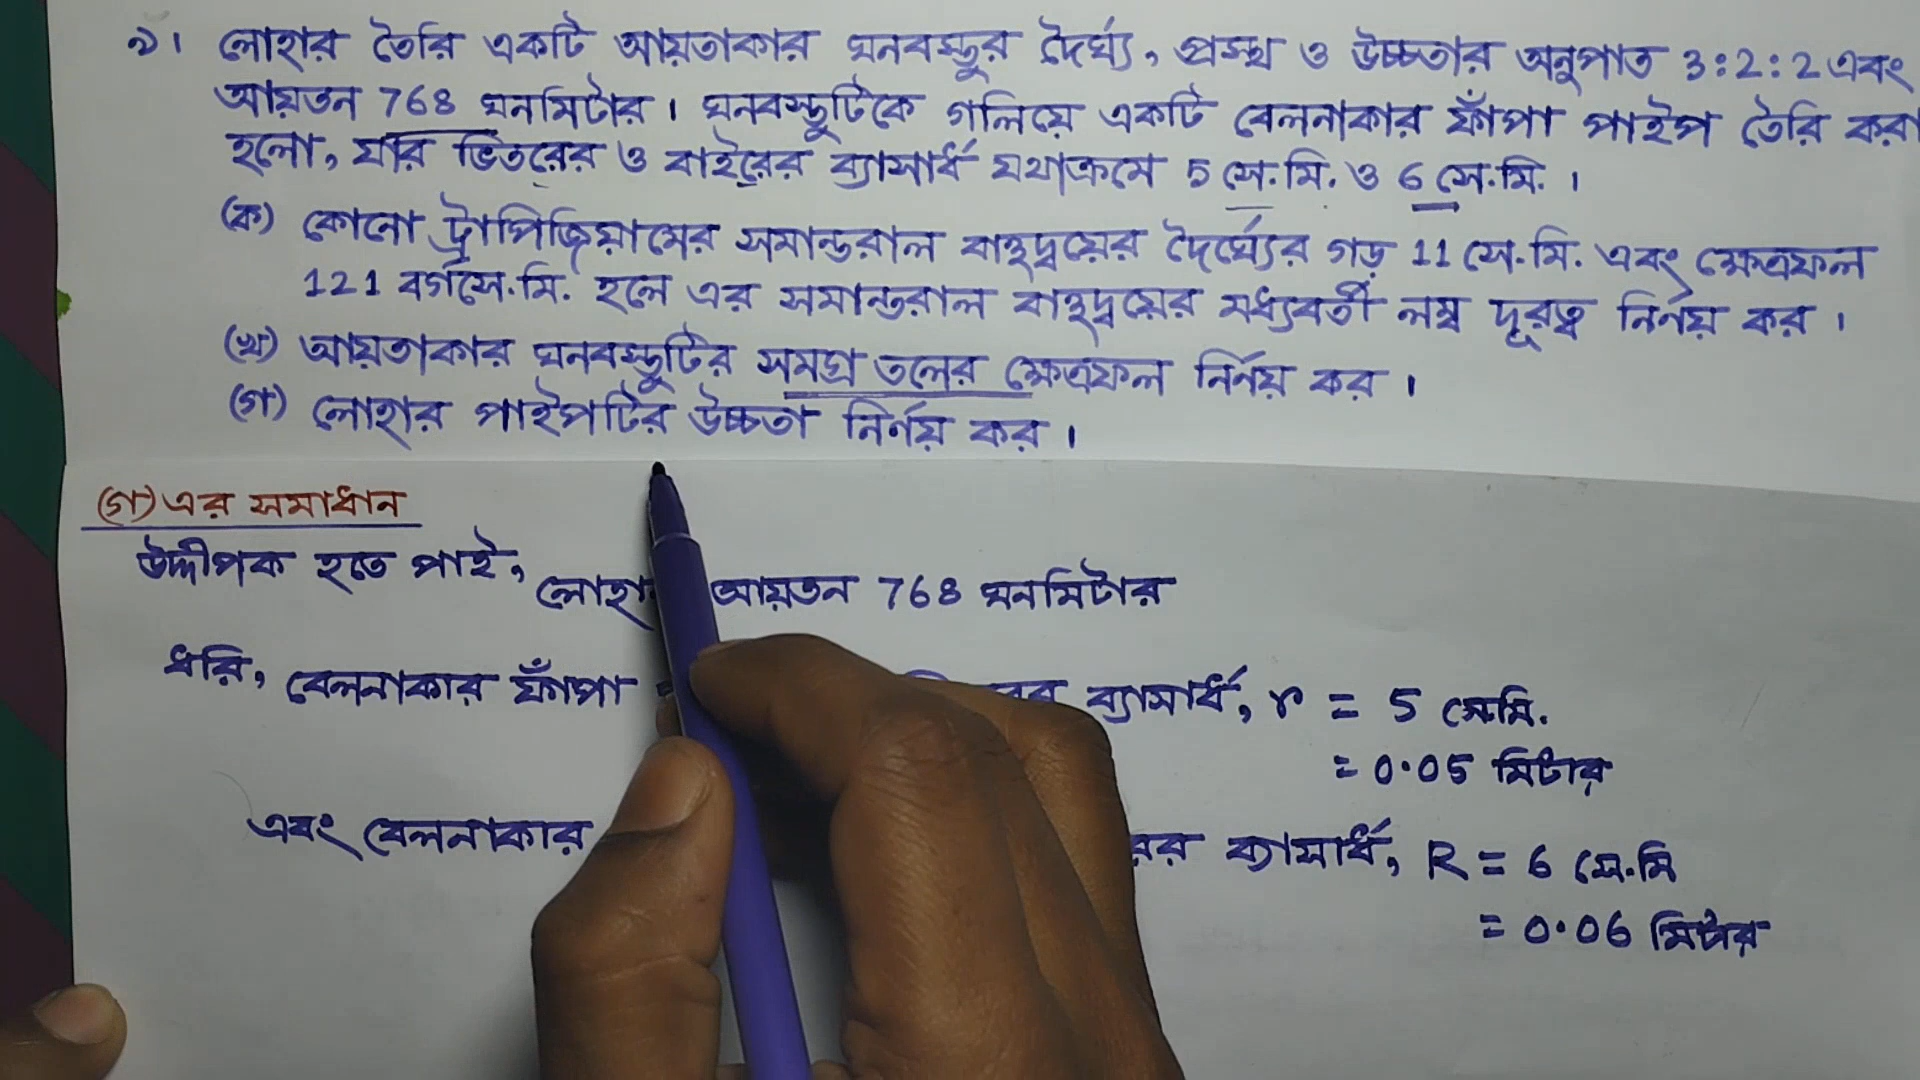 ৯। লোহার তৈরি একটি আয়তাকার ঘনবস্তুর দৈর্ঘ্য, প্রস্থ ও উচ্চতার অনুপাত 3:2:2 এবং
আয়তন 768 ঘনমিটার। ঘনবস্তুটিকে গলিয়ে একটি বেলনাকার ফাঁপা পাইপ তৈরি করা
হলো, যার ভিতরের ও বাইরের ব্যাসার্ধ যথাক্রমে 5 সে.মি. ও 6 সে.মি. ।
(ক) কোনো ট্রাপিজিয়ামের সমান্তরাল বাহুদ্বয়ের দৈর্ঘ্যের গড় 11 সে.মি. এবং ক্ষেত্রফল
121 বর্গসে.মি. হলে এর সমান্তরাল বাহুদ্বয়ের মধ্যবর্তী লম্ব দূরত্ব নির্ণয় কর।
(খ) আয়তাকার ঘনবস্তুটির সমগ্র তলের ক্ষেত্রফল নির্ণয় কর।
(গ) লোহার পাইপটির উচ্চতা নির্ণয় কর।
(গ) এর সমাধান
উদ্দীপক হতে পাই,
লোহা আয়তন 768 ঘনমিটার
ধরি, বেলনাকার ফাঁপা ব্যাসার্ধ, r = 5 সে.মি.
= 0.05 মিটার
এবং বেলনাকার ব্যাসার্ধ, R = 6 সে.মি
= 0.06 মিটার